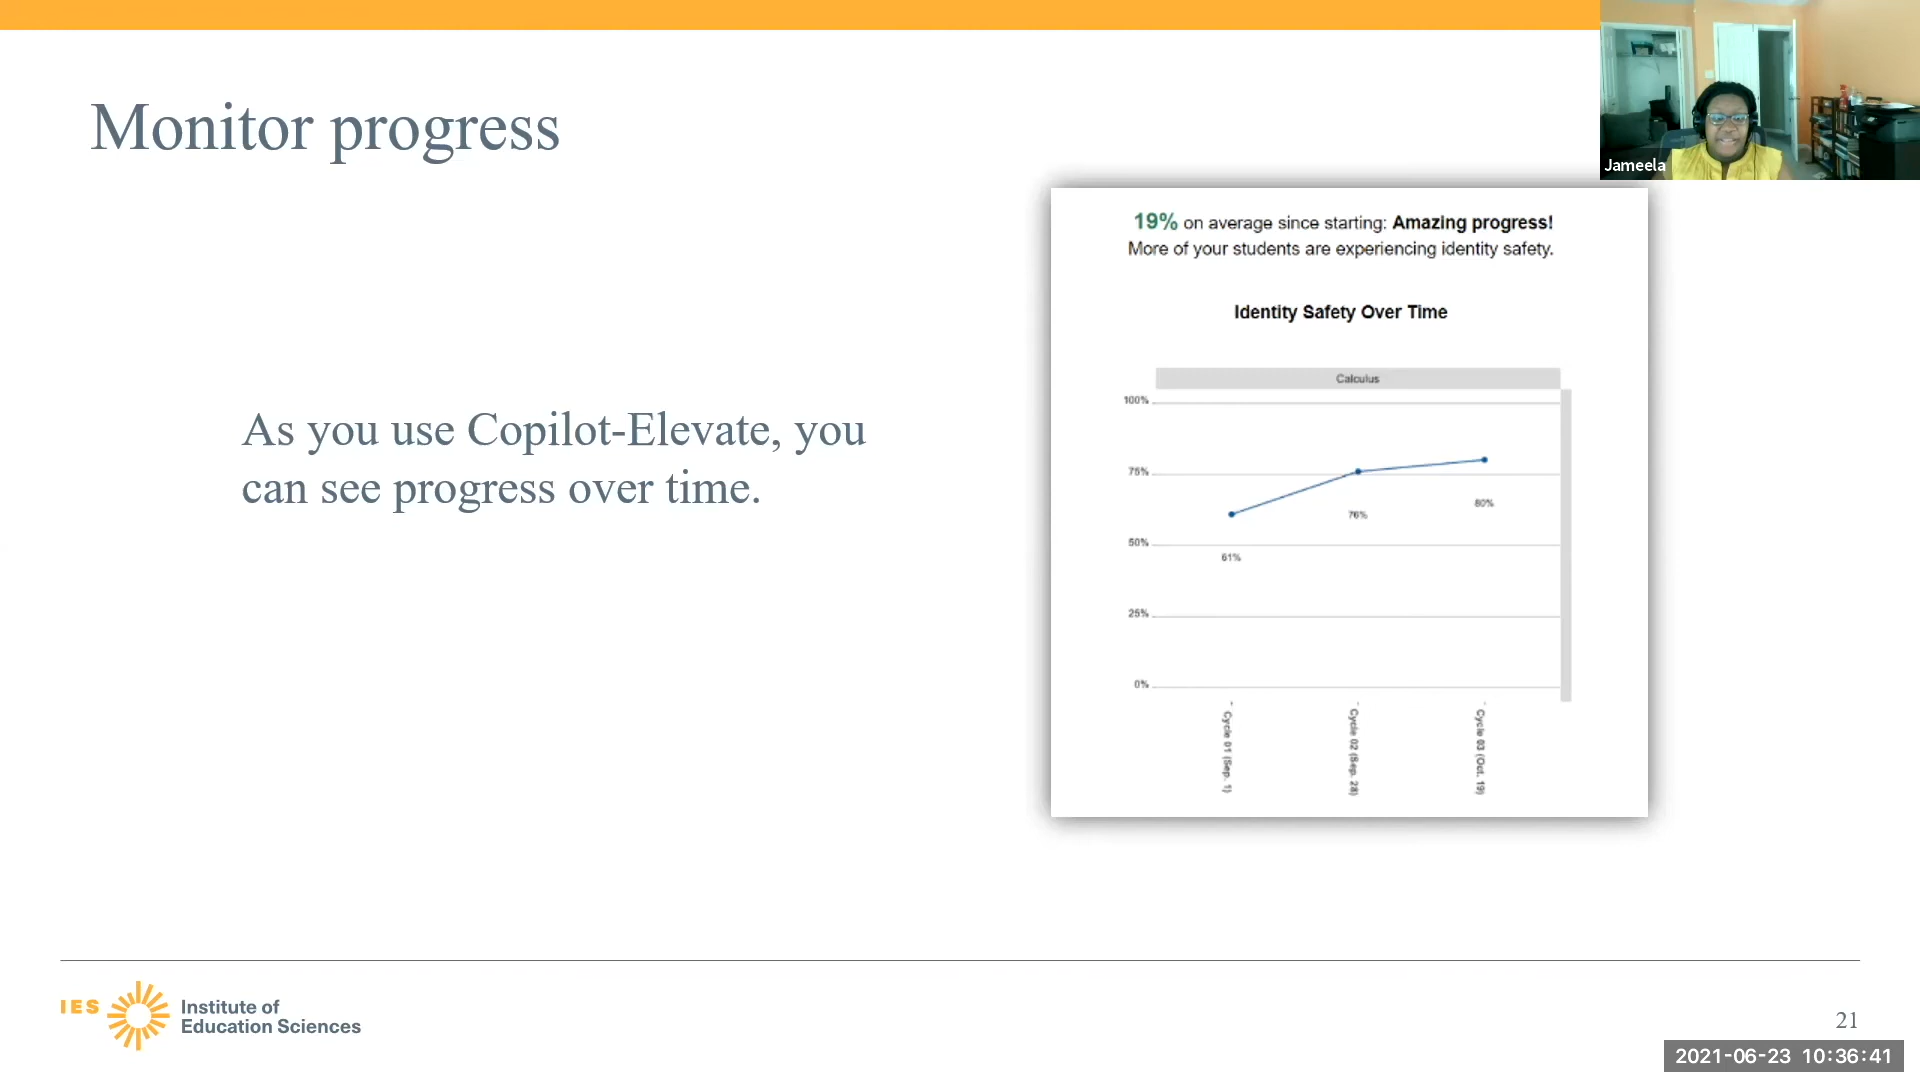 Monitor progress
Jameela
19% on average since starting: Amazing progress!
More of your students are experiencing identity safety.
Identity Safety Over Time
Calculus
100%
75%
50%
25%
0%
61%
76%
80%
Cycle 01 (Sep. 1)
Cycle 02 (Sep. 28)
Cycle 03 (Oct. 19)
As you use Copilot-Elevate, you
can see progress over time.
IES
Institute of
Education Sciences
21
2021-06-23 10:36:41